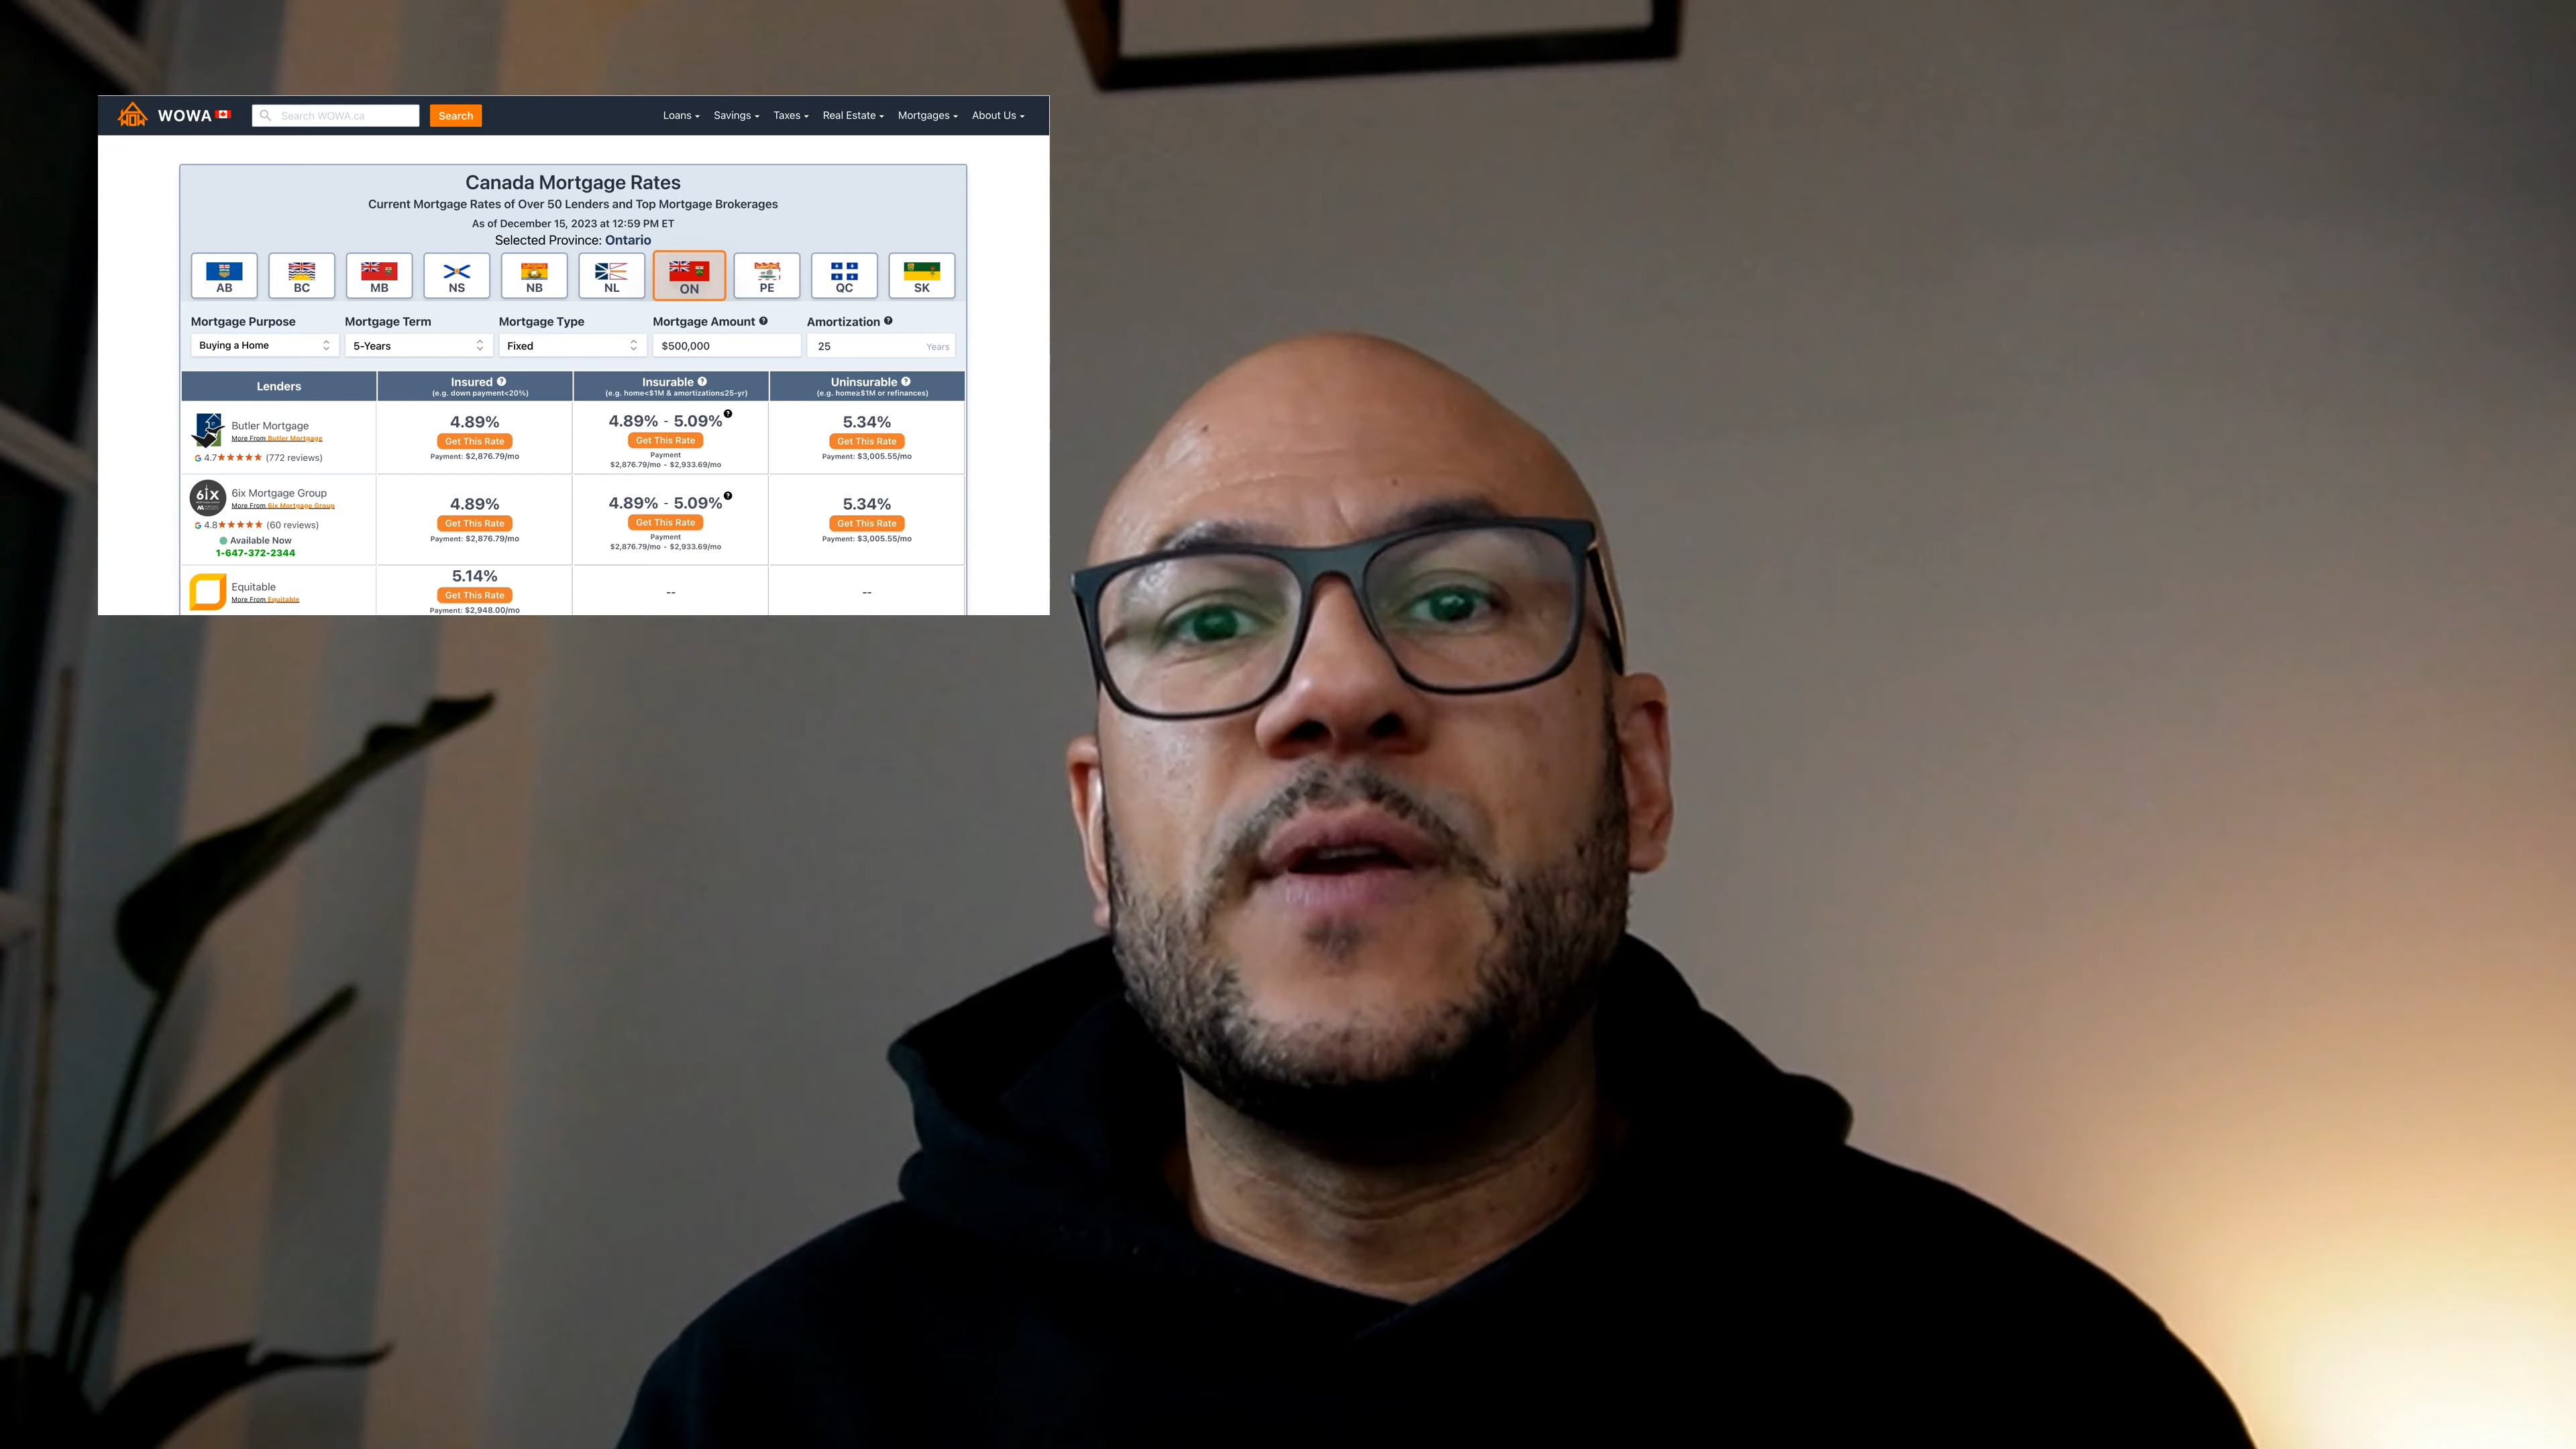 WOWA
Search WOWA.ca
Search
Loans
Savings
Taxes
Real Estate
Mortgages
About Us
Canada Mortgage Rates
Current Mortgage Rates of Over 50 Lenders and Top Mortgage Brokerages
As of December 15, 2023 at 12:59 PM ET
Selected Province: Ontario
AB
BC
MB
NS
NB
NL
ON
PE
QC
SK
Mortgage Purpose
Mortgage Term
Mortgage Type
Mortgage Amount ?
Amortization ?
Buying a Home
5-Years
Fixed
$500,000
25 Years
Lenders
Insured ?
(e.g. down payment<20%)
Insurable ?
(e.g. home<$1M & amortization≤25-yr)
Uninsurable ?
(e.g. home≥$1M or refinances)
Butler Mortgage
More From Butler Mortgage
G 4.7★★★★★ (772 reviews)
4.89%
Get This Rate
Payment: $2,876.79/mo
4.89% - 5.09% ?
Get This Rate
Payment
$2,876.79/mo - $2,933.69/mo
5.34%
Get This Rate
Payment: $3,005.55/mo
6ix
6ix Mortgage Group
More From 6ix Mortgage Group
G 4.8★★★★★ (60 reviews)
Available Now
1-647-372-2344
4.89%
Get This Rate
Payment: $2,876.79/mo
4.89% - 5.09% ?
Get This Rate
Payment
$2,876.79/mo - $2,933.69/mo
5.34%
Get This Rate
Payment: $3,005.55/mo
Equitable
More From Equitable
5.14%
Get This Rate
Payment: $2,948.00/mo
--
--